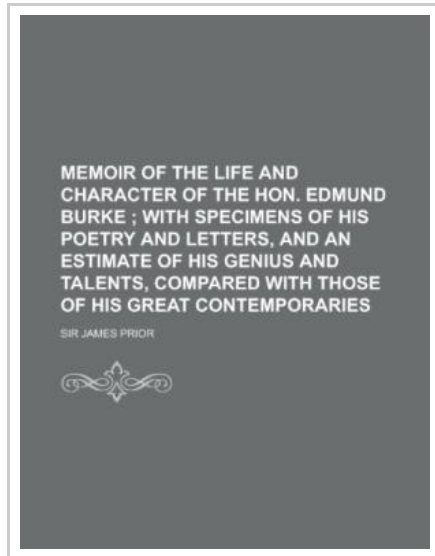 MEMOIR OF THE LIFE AND
CHARACTER OF THE HON. EDMUND
BURKE ; WITH SPECIMENS OF HIS
POETRY AND LETTERS, AND AN
ESTIMATE OF HIS GENIUS AND
TALENTS, COMPARED WITH THOSE
OF HIS GREAT CONTEMPORARIES
SIR JAMES PRIOR